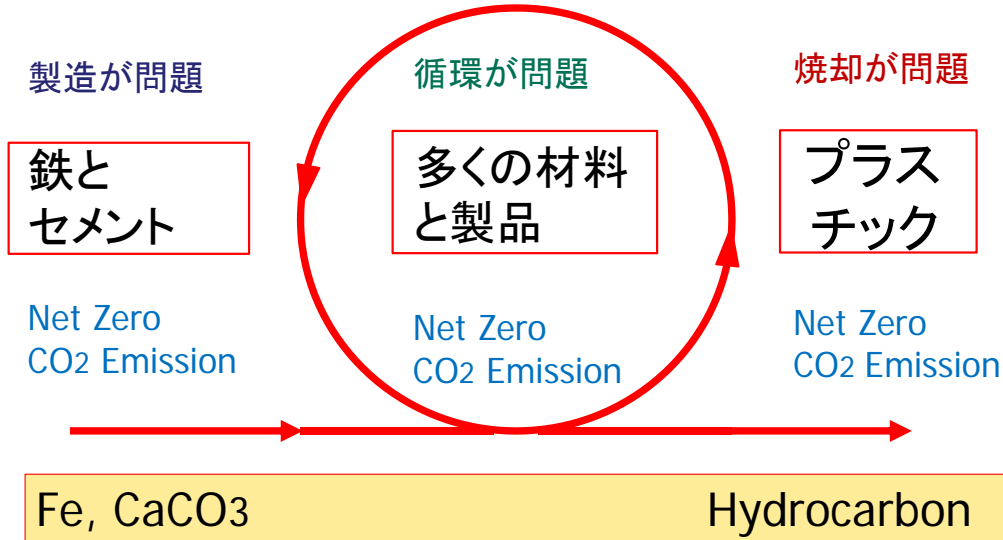 製造が問題
循環が問題
焼却が問題
鉄と
セメント
多くの材料
と製品
プラス
チック
Net Zero
CO2 Emission
Net Zero
CO2 Emission
Net Zero
CO2 Emission
Fe, CaCO3
Hydrocarbon